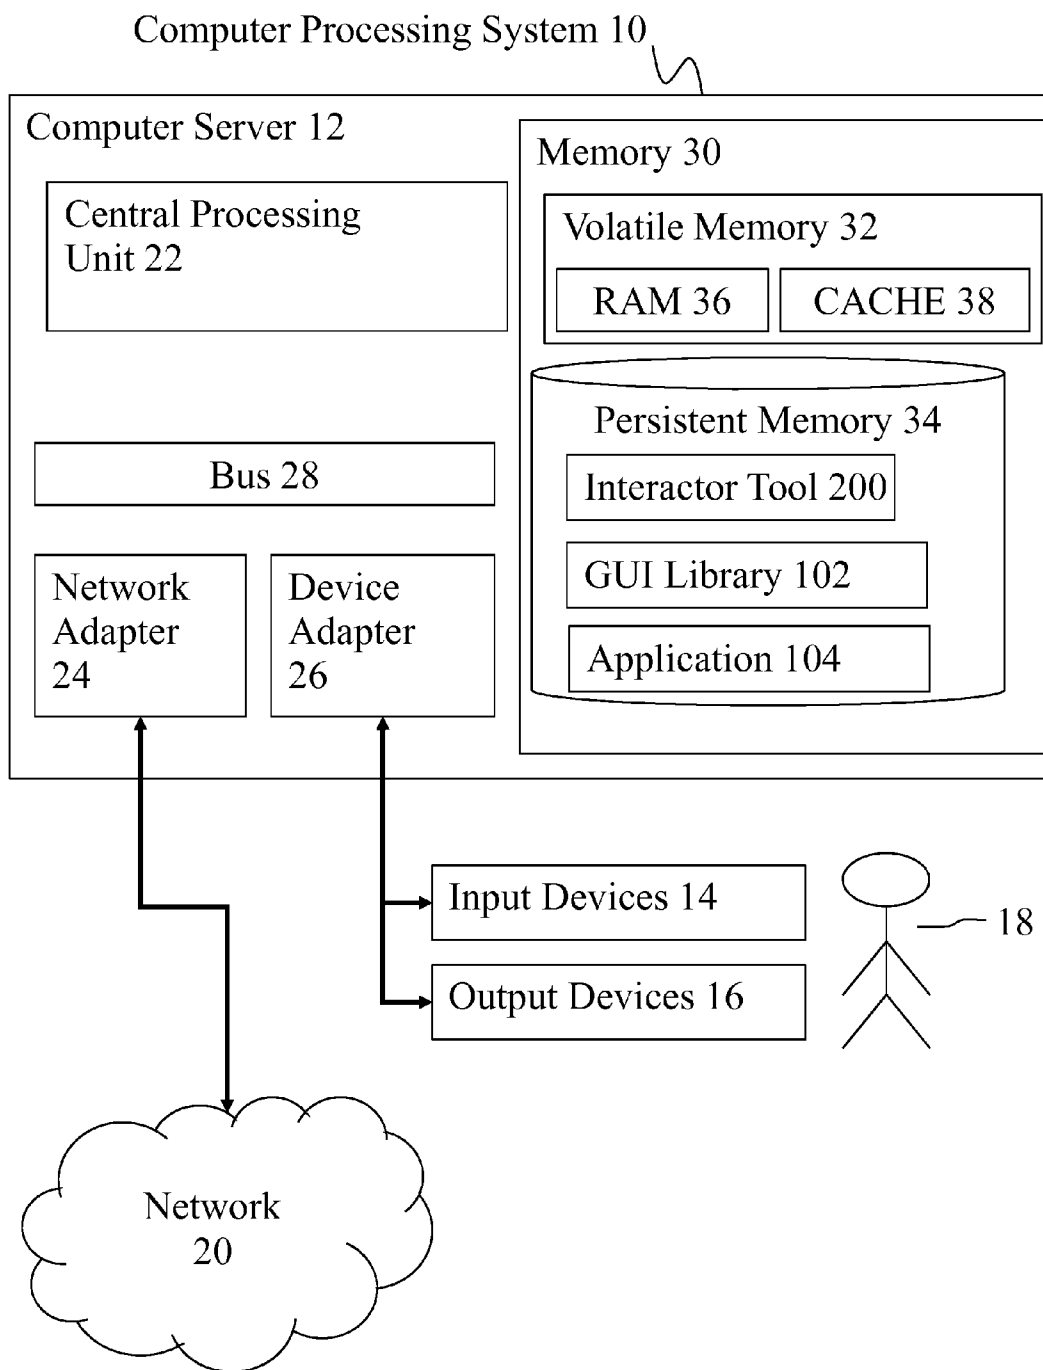 Computer Processing System 10
Computer Server 12
Central Processing
Unit 22
Bus 28
Network
Adapter
24
Device
Adapter
26
Memory 30
Volatile Memory 32
RAM 36
CACHE 38
Persistent Memory 34
Interactor Tool 200
GUI Library 102
Application 104
Input Devices 14
Output Devices 16
18
Network
20